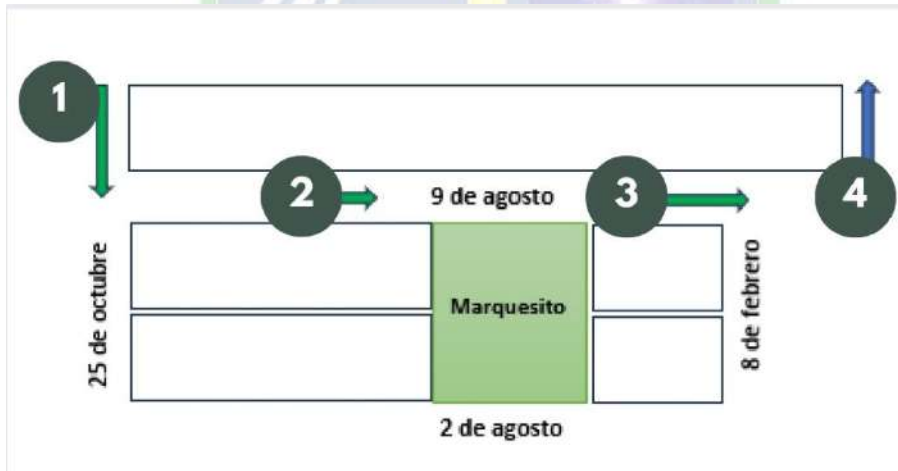 1
2
9 de agosto
3
4
25 de octubre
Marquesito
8 de febrero
2 de agosto